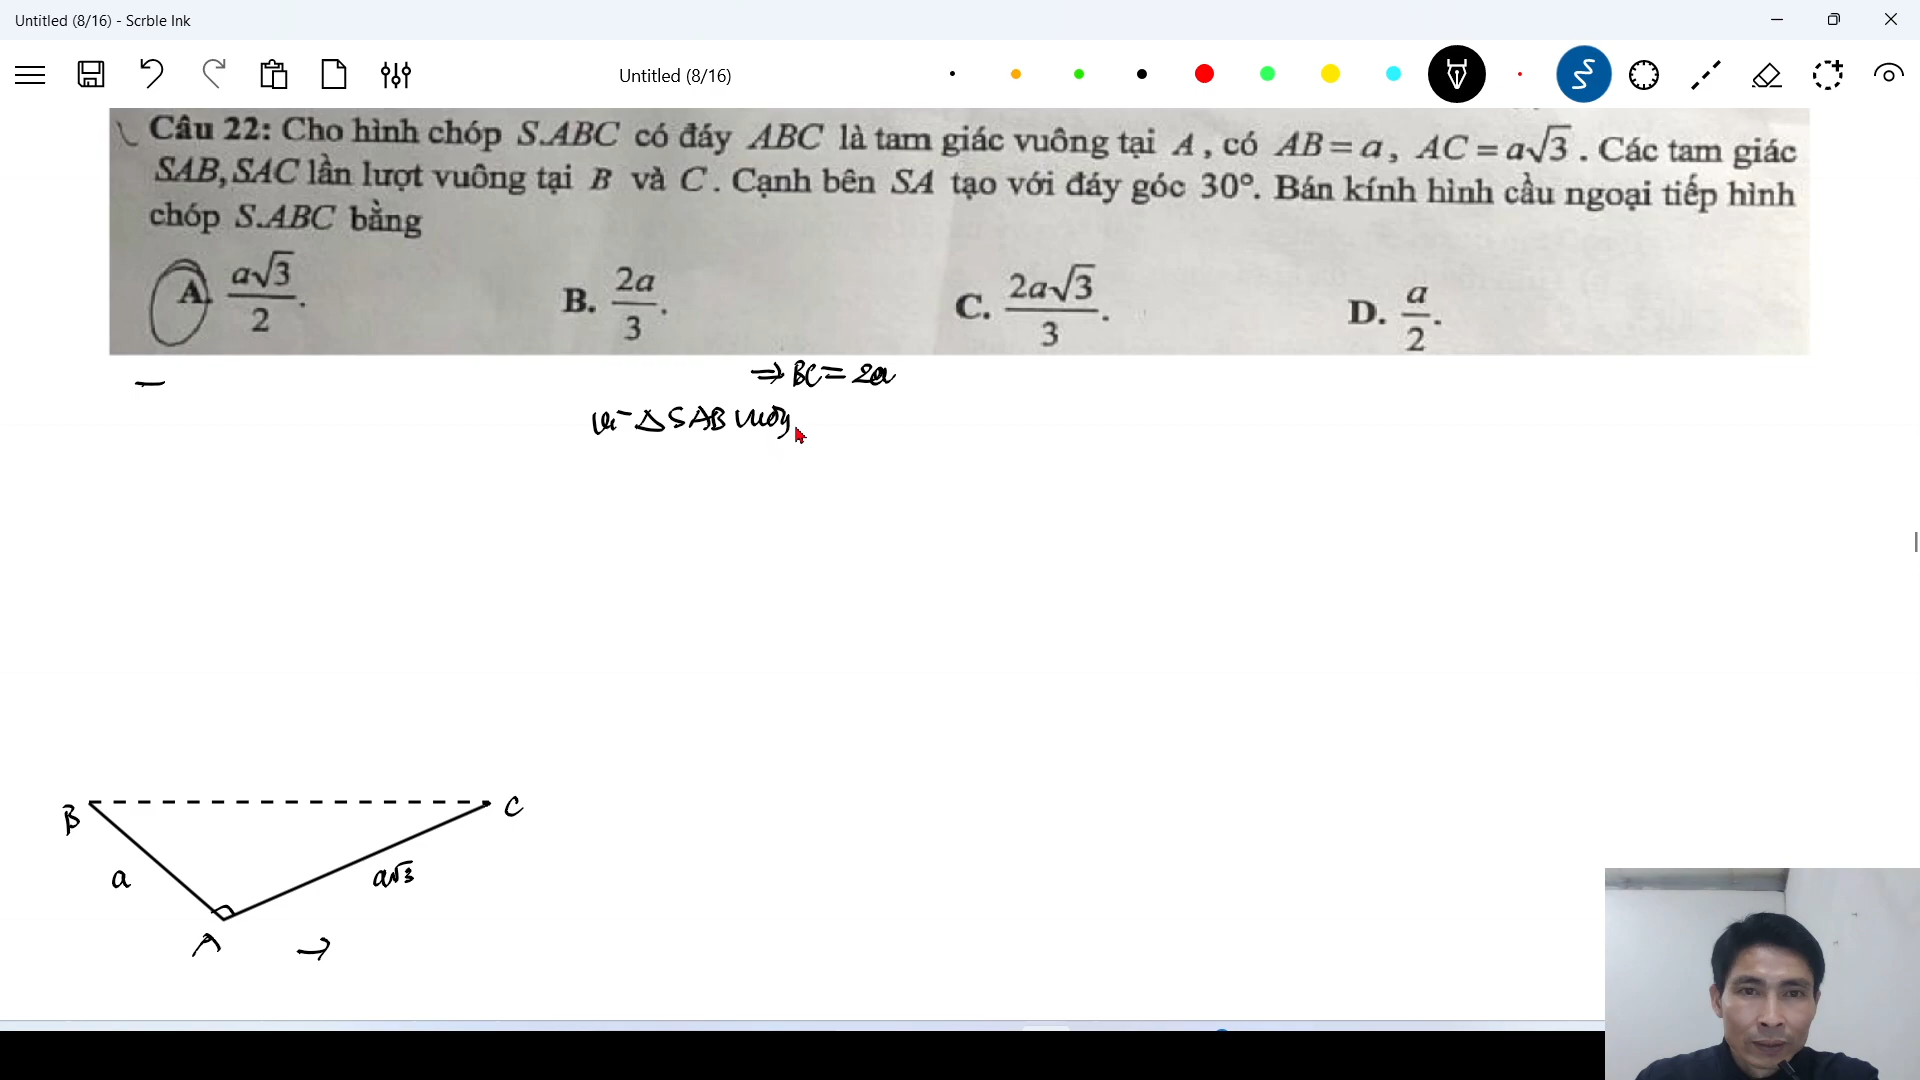 Untitled (8/16) - Scrble Ink
Untitled (8/16)
Câu 22: Cho hình chóp S.ABC có đáy ABC là tam giác vuông tại A, có AB = a, AC = a√3. Các tam giác
SAB, SAC lần lượt vuông tại B và C. Cạnh bên SA tạo với đáy góc 30°. Bán kính hình cầu ngoại tiếp hình
chóp S.ABC bằng
A. a√3/2. B. 2a/3. C. 2a√3/3. D. a/2.
⇒ BC = 2a
Δ SAB vuông
B C
a a√3
A →